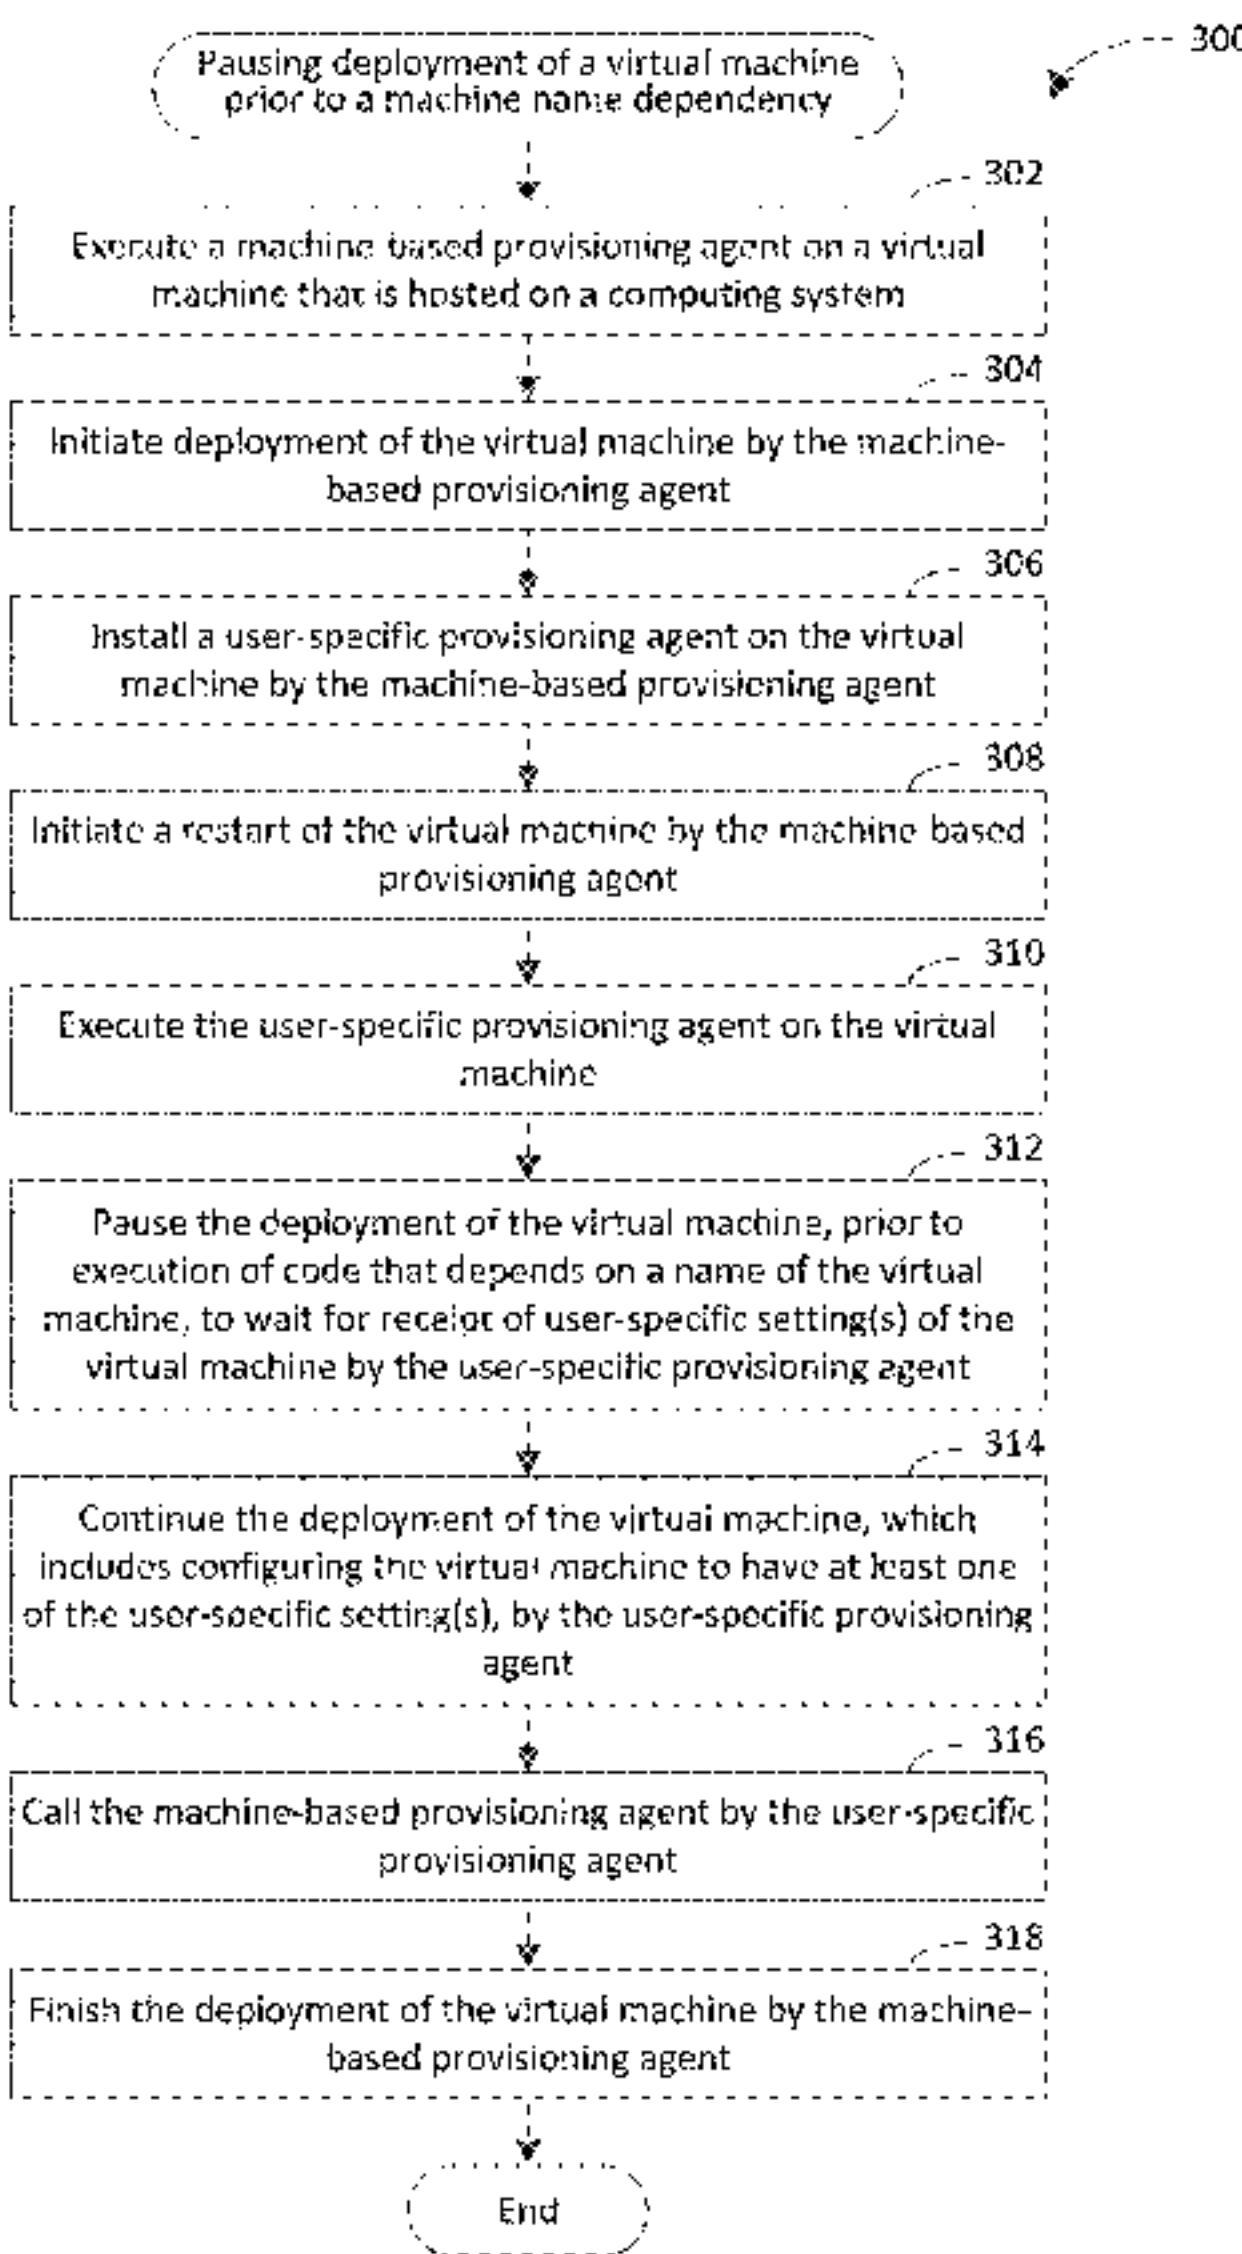 300
Pausing deployment of a virtual machine
prior to a machine name dependency
302
Execute a machine-based provisioning agent on a virtual
machine that is hosted on a computing system
304
Initiate deployment of the virtual machine by the machine-
based provisioning agent
306
Install a user-specific provisioning agent on the virtual
machine by the machine-based provisioning agent
308
Initiate a restart of the virtual machine by the machine-based
provisioning agent
310
Execute the user-specific provisioning agent on the virtual
machine
312
Pause the deployment of the virtual machine, prior to
execution of code that depends on a name of the virtual
machine, to wait for receipt of user-specific setting(s) of the
virtual machine by the user-specific provisioning agent
314
Continue the deployment of the virtual machine, which
includes configuring the virtual machine to have at least one
of the user-specific setting(s), by the user-specific provisioning
agent
316
Call the machine-based provisioning agent by the user-specific
provisioning agent
318
Finish the deployment of the virtual machine by the machine-
based provisioning agent
End